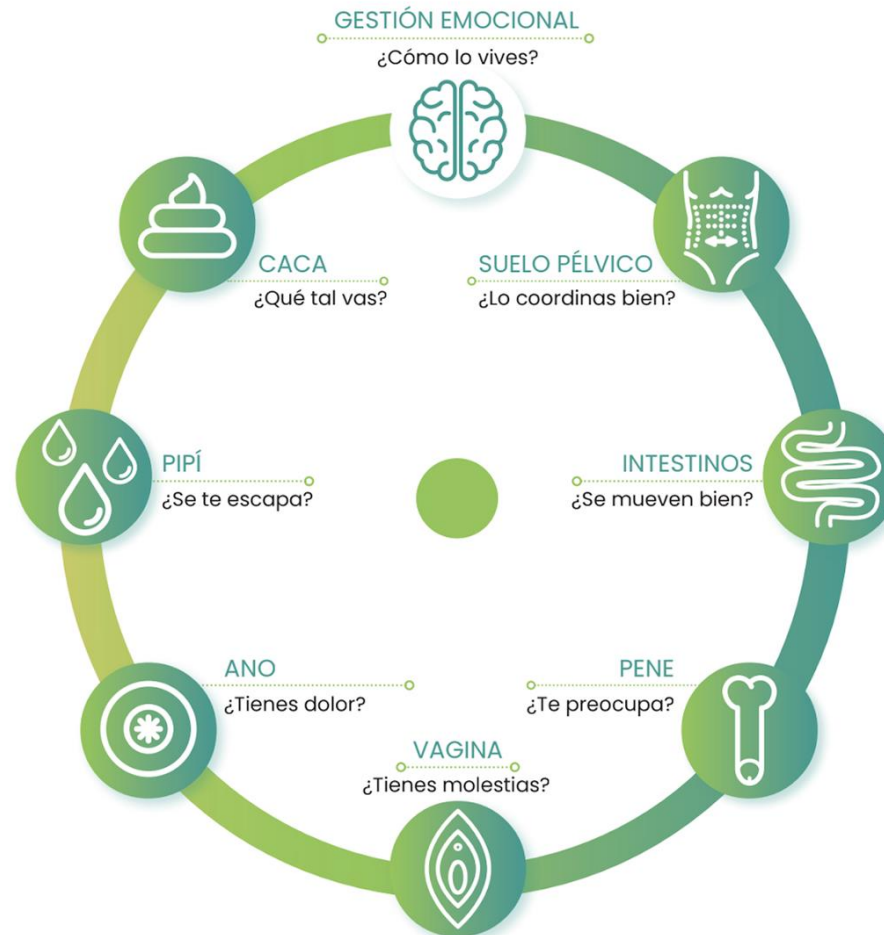 GESTIÓN EMOCIONAL
¿Cómo lo vives?
CACA
¿Qué tal vas?
SUELO PÉLVICO
¿Lo coordinas bien?
PIPÍ
¿Se te escapa?
INTESTINOS
¿Se mueven bien?
ANO
¿Tienes dolor?
PENE
¿Te preocupa?
VAGINA
¿Tienes molestias?